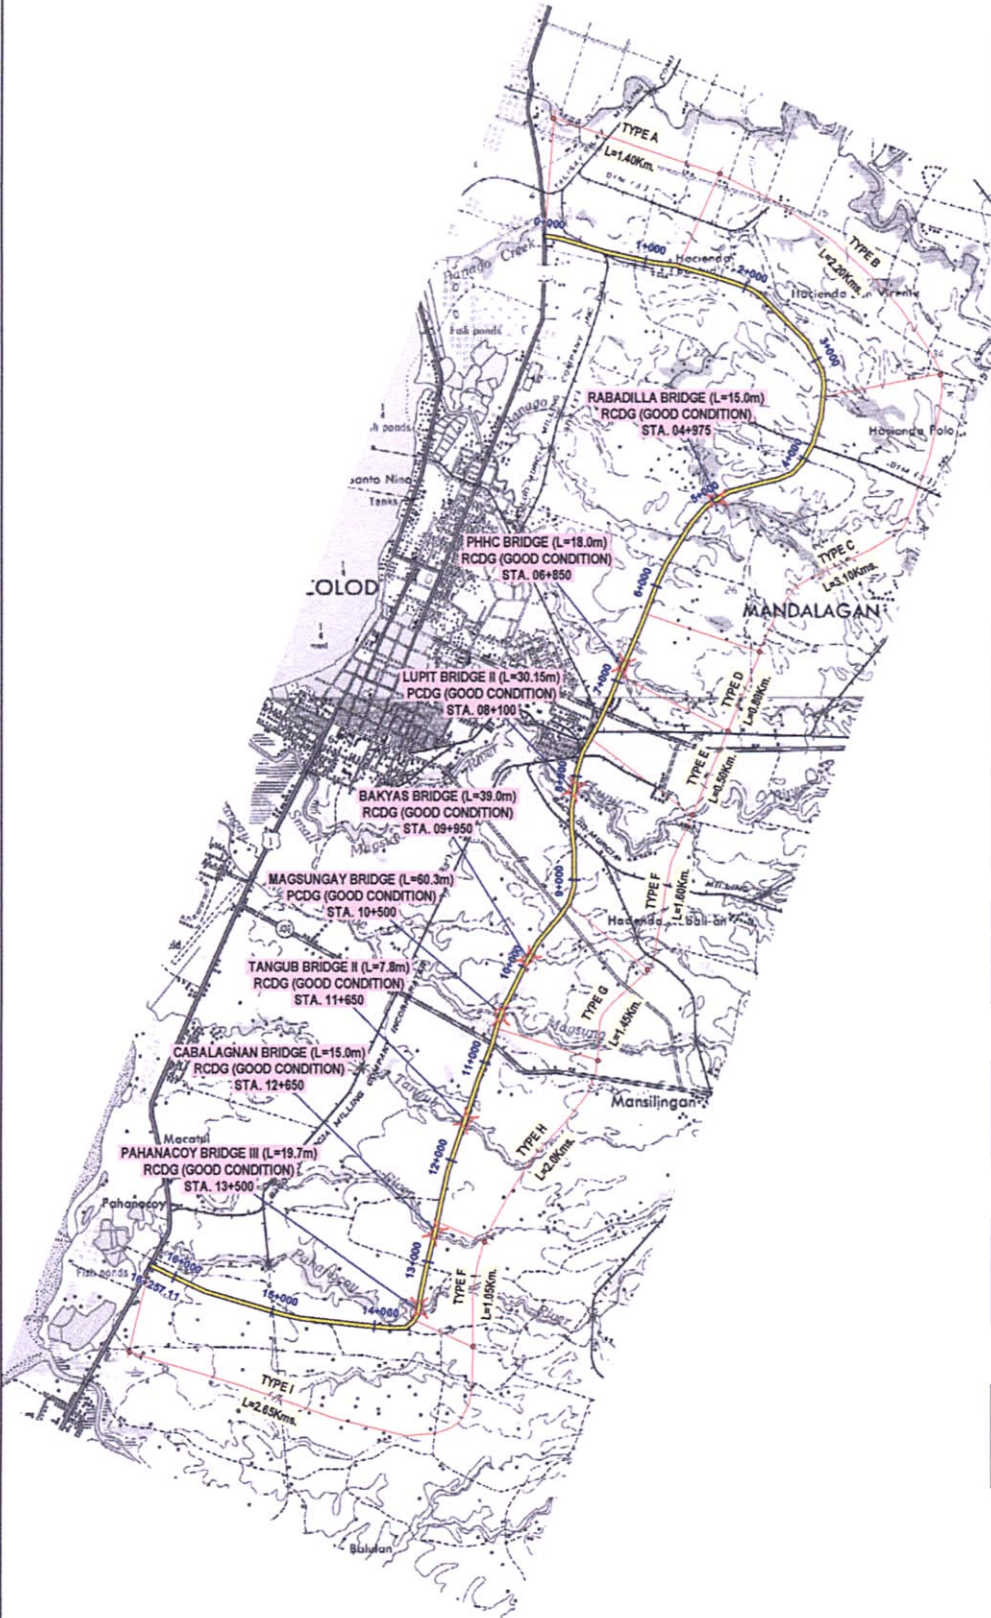 TYPE A
L=1.40Km.
0+000
1+000
2+000
TYPE B
L=2.20Kms.
Hacienda
Hacienda
Vicente
3+000
Fish ponds
RABADILLA BRIDGE (L=15.0m)
RCDG (GOOD CONDITION)
STA. 04+975
Hacienda Polo
4+000
5+000
Santo Nino
Tanks
PHHC BRIDGE (L=18.0m)
RCDG (GOOD CONDITION)
STA. 06+850
TYPE C
L=3.10Kms.
6+000
COLOD
MANDALAGAN
7+000
LUPIT BRIDGE II (L=30.15m)
PCDG (GOOD CONDITION)
STA. 08+100
TYPE D
L=0.80Km.
TYPE E
L=0.50Km.
8+000
BAKYAS BRIDGE (L=39.0m)
RCDG (GOOD CONDITION)
STA. 09+950
9+000
TYPE F
L=1.60Km.
MAGSUNGAY BRIDGE (L=60.3m)
PCDG (GOOD CONDITION)
STA. 10+500
10+000
TANGUB BRIDGE II (L=7.8m)
RCDG (GOOD CONDITION)
STA. 11+650
TYPE G
L=1.45Km.
11+000
CABALAGNAN BRIDGE (L=15.0m)
RCDG (GOOD CONDITION)
STA. 12+650
Tangub
Mansilingan
12+000
TYPE H
L=2.0Kms.
Macatul
PAHANACOY BRIDGE III (L=19.7m)
RCDG (GOOD CONDITION)
STA. 13+500
Pahanacoy
13+000
TYPE F
L=1.05Km.
Fish ponds
16+000
16+257.11
Pahanacoy
River
15+000
14+000
TYPE I
L=2.65Kms.
Balulan